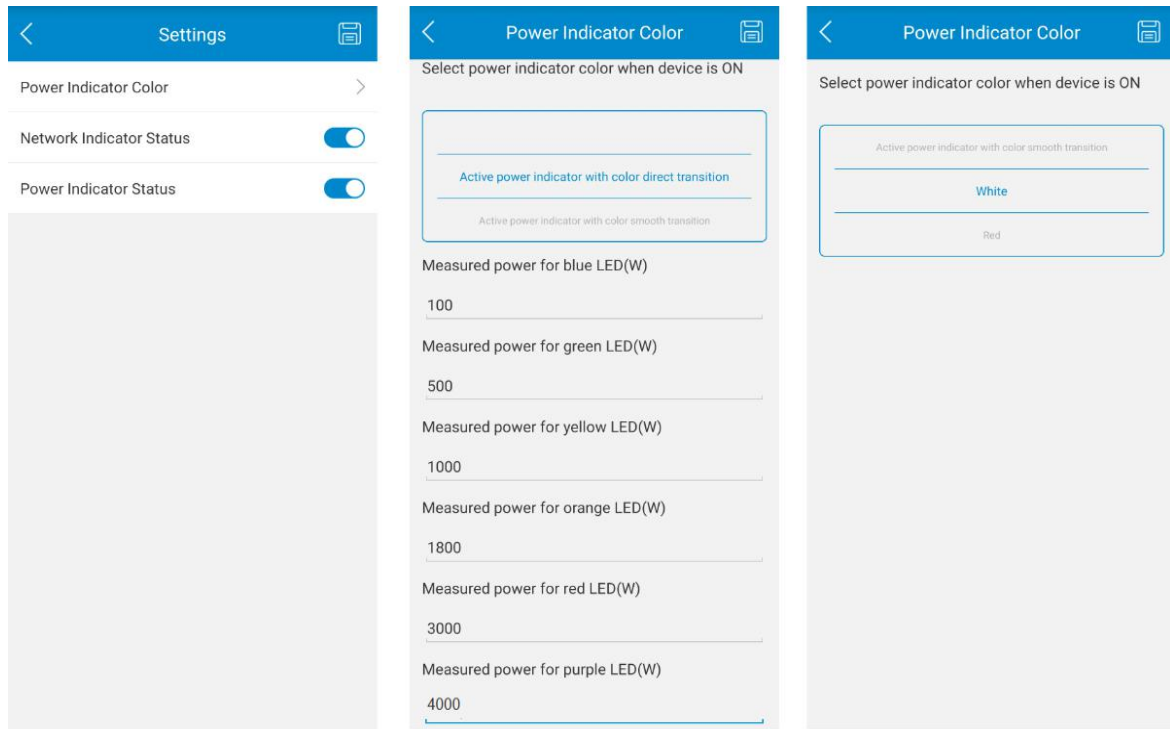 Settings
Power Indicator Color
Network Indicator Status
Power Indicator Status
Power Indicator Color
Select power indicator color when device is ON
Active power indicator with color direct transition
Active power indicator with color smooth transition
Measured power for blue LED(W)
100
Measured power for green LED(W)
500
Measured power for yellow LED(W)
1000
Measured power for orange LED(W)
1800
Measured power for red LED(W)
3000
Measured power for purple LED(W)
4000
Power Indicator Color
Select power indicator color when device is ON
Active power indicator with color smooth transition
White
Red